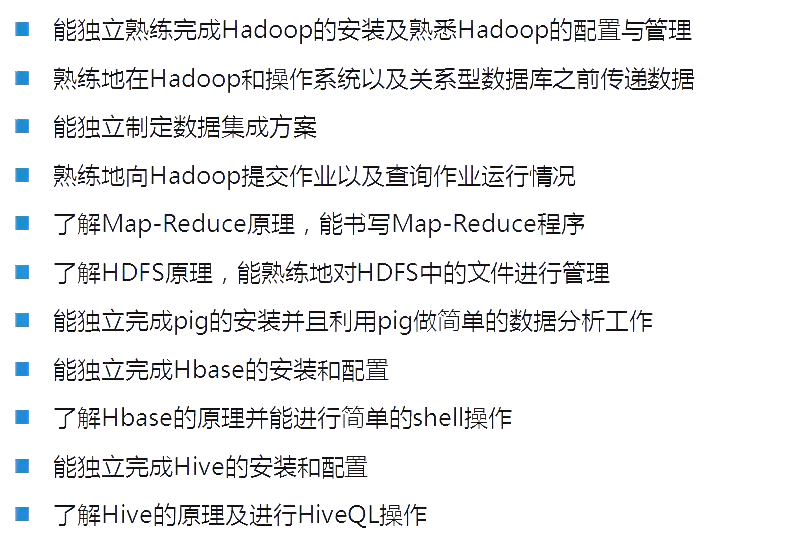 能独立熟练完成Hadoop的安装及熟悉Hadoop的配置与管理
熟练地在Hadoop和操作系统以及关系型数据库之前传递数据
能独立制定数据集成方案
熟练地向Hadoop提交作业以及查询作业运行情况
了解Map-Reduce原理，能书写Map-Reduce程序
了解HDFS原理，能熟练地对HDFS中的文件进行管理
能独立完成pig的安装并且利用pig做简单的数据分析工作
能独立完成Hbase的安装和配置
了解Hbase的原理并能进行简单的shell操作
能独立完成Hive的安装和配置
了解Hive的原理及进行HiveQL操作